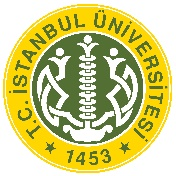 T.C. İSTANBUL ÜNİVERSİTESİ
★ 1453 ★